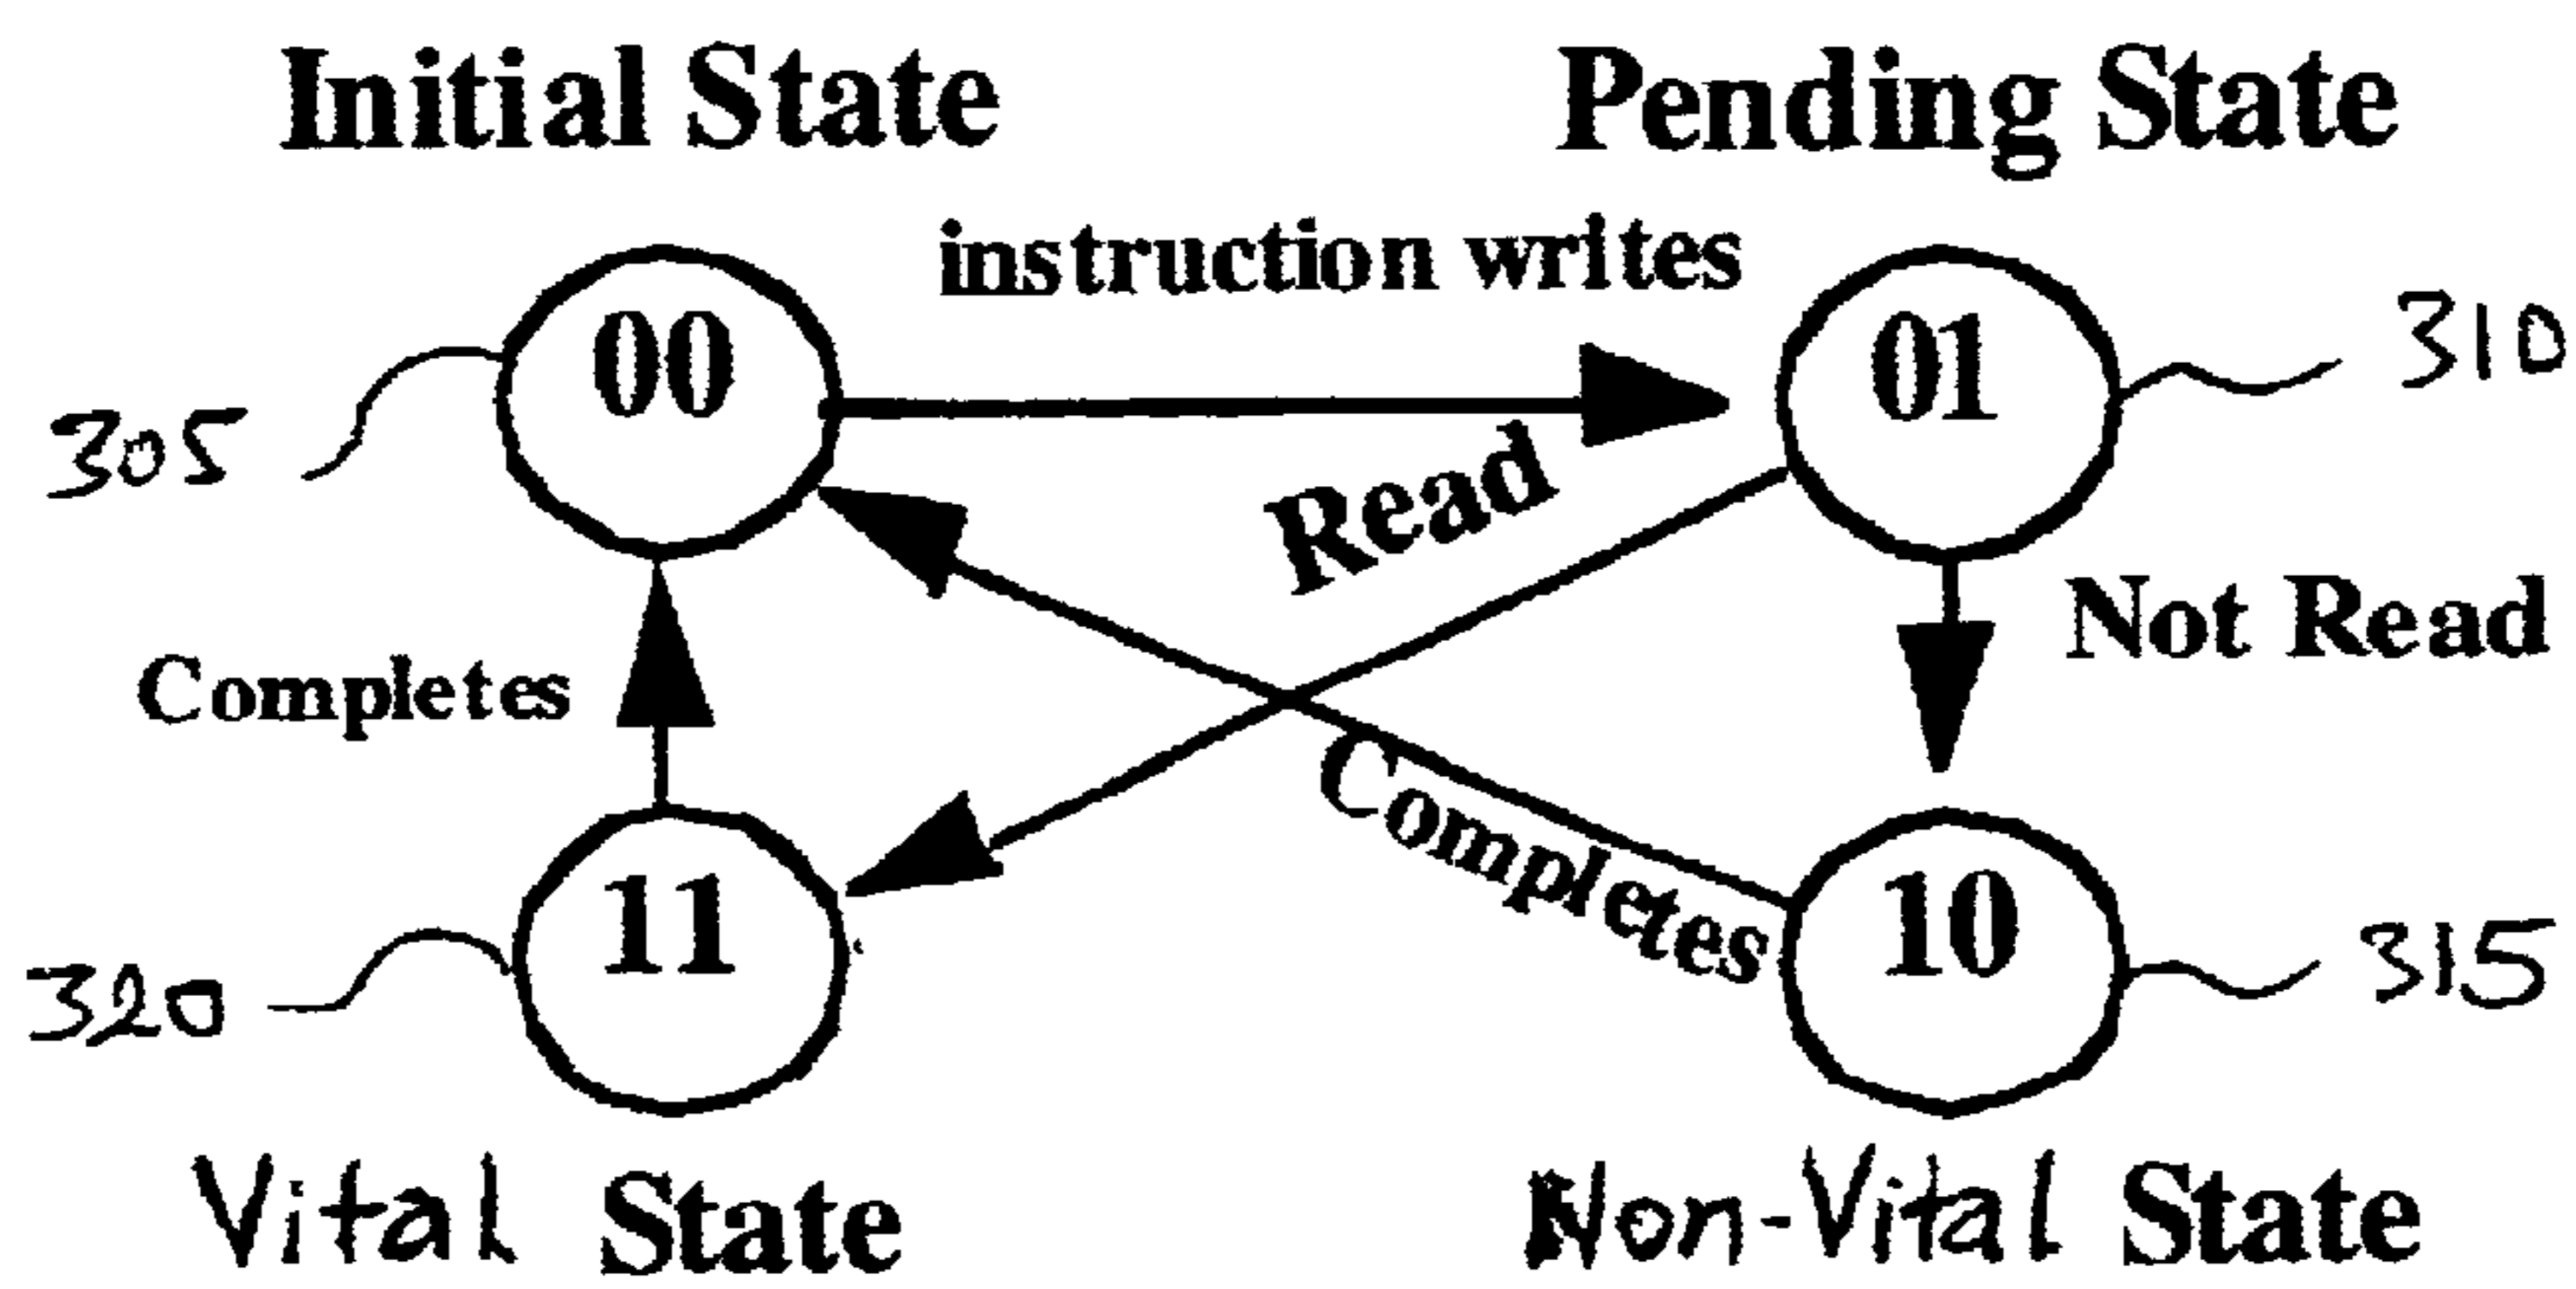 Initial State
Pending State
instruction writes
00
01
310
305
Read
Not Read
Completes
Completes
11
10
320
315
Vital State
Non-Vital State